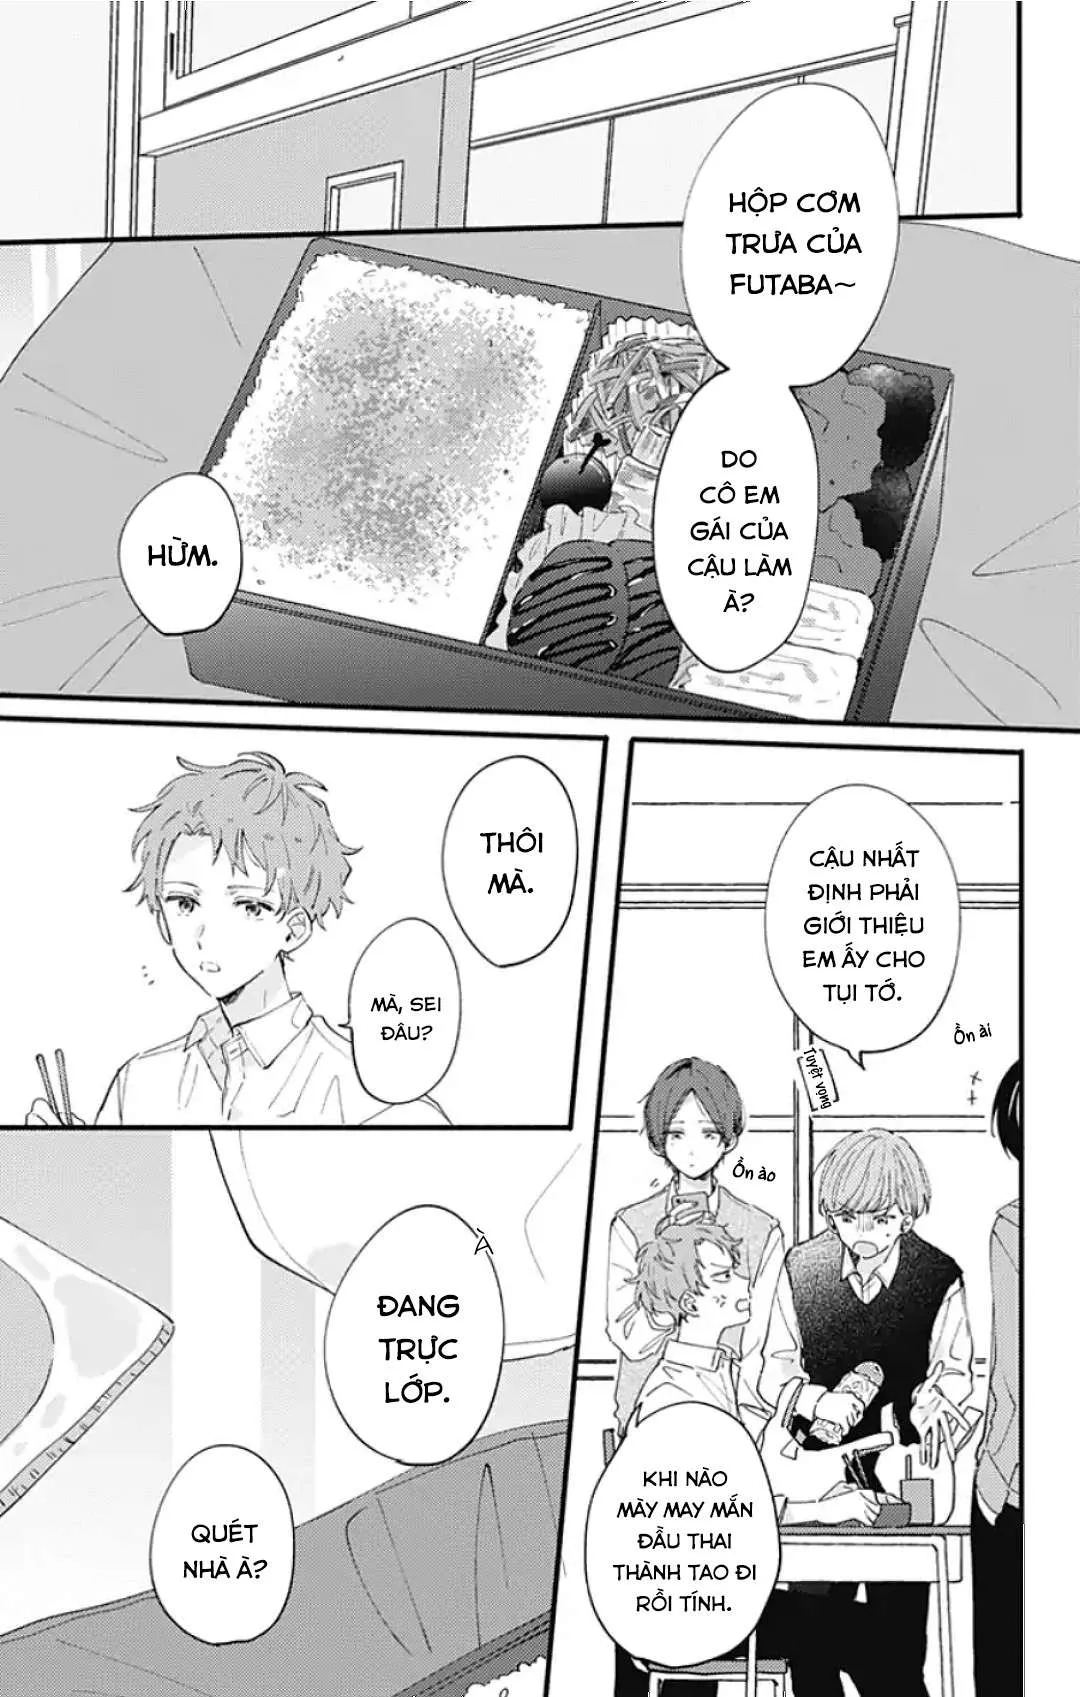 HỘP CƠM
TRƯA CỦA
FUTABA~
DO
CÔ EM
GÁI CỦA
CẬU LÀM
À?
HỪM.
CẬU NHẤT
ĐỊNH PHẢI
GIỚI THIỆU
EM ẤY CHO
TỤI TỚ.
Ồn ài
Tuyệt vọng
Ồn ào
KHI NÀO
MÀY MAY MẮN
ĐẦU THAI
THÀNH TAO ĐI
RỒI TÍNH.
THÔI
MÀ.
MÀ, SEI
ĐÂU?
À
ĐANG
TRỰC
LỚP.
QUÉT
NHÀ À?